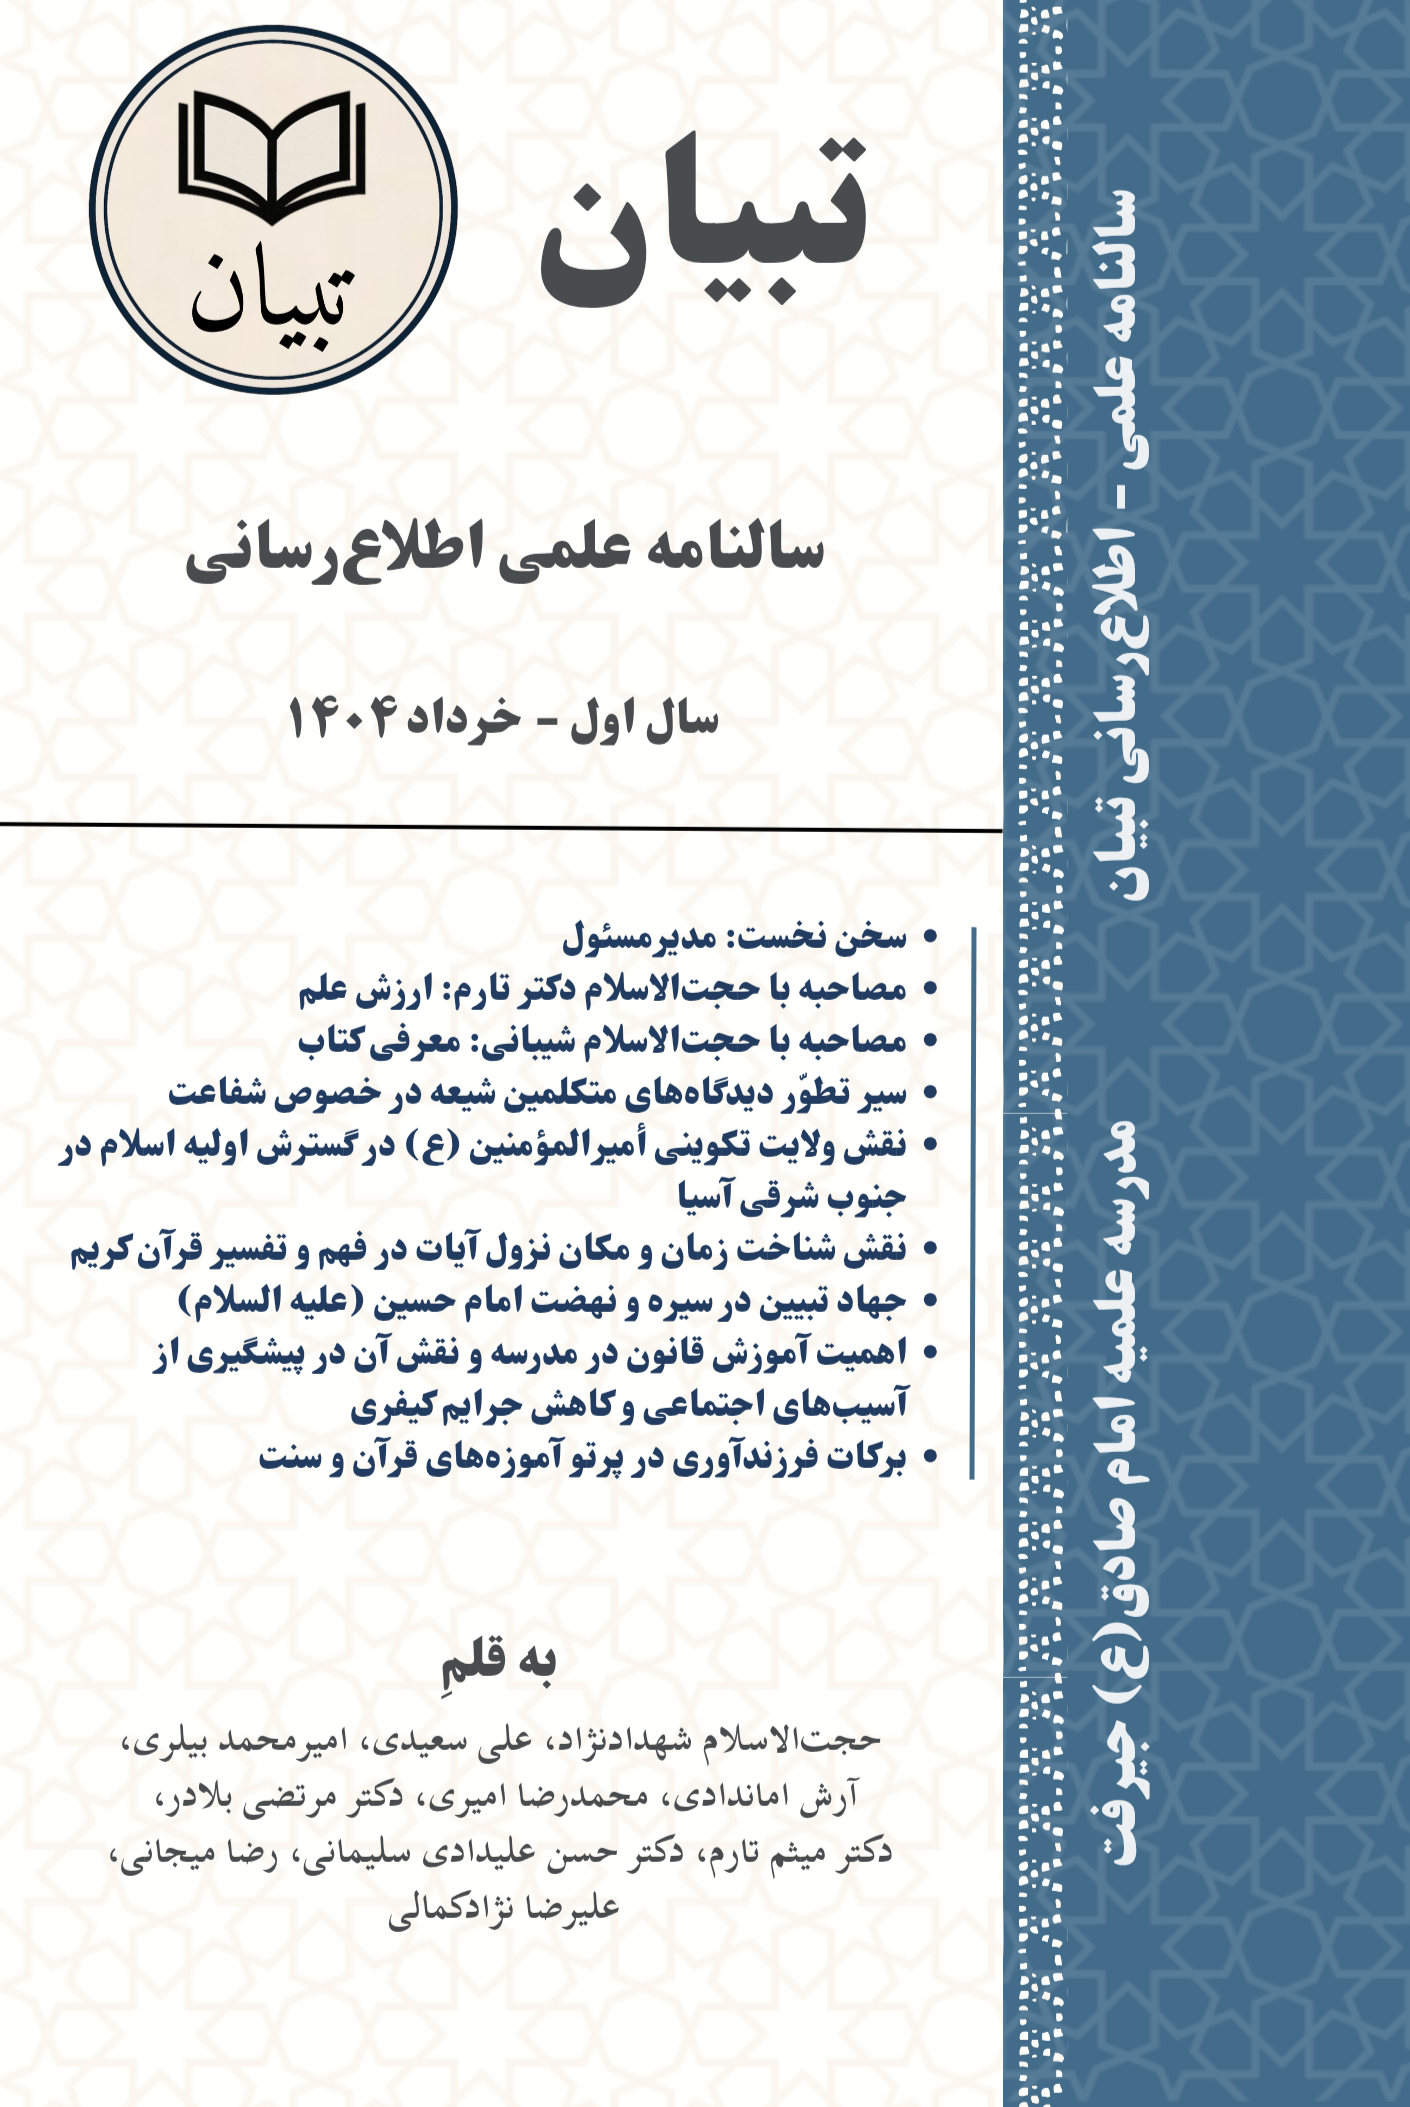 تبیان
تبیان
سالنامه علمی اطلاع‌رسانی
سال اول - خرداد ۱۴۰۴
• سخن نخست: مدیرمسئول
• مصاحبه با حجت‌الاسلام دکتر تارم: ارزش علم
• مصاحبه با حجت‌الاسلام شیبانی: معرفی کتاب
• سیر تطوّر دیدگاه‌های متکلمین شیعه در خصوص شفاعت
• نقش ولایت تکوینی أمیرالمؤمنین (ع) در گسترش اولیه اسلام در
جنوب شرقی آسیا
• نقش شناخت زمان و مکان نزول آیات در فهم و تفسیر قرآن کریم
• جهاد تبیین در سیره و نهضت امام حسین (علیه السلام)
• اهمیت آموزش قانون در مدرسه و نقش آن در پیشگیری از
آسیب‌های اجتماعی و کاهش جرایم کیفری
• برکات فرزندآوری در پرتو آموزه‌های قرآن و سنت
به قلمِ
حجت‌الاسلام شهدادنژاد، علی سعیدی، امیرمحمد بیلری،
آرش اماندادی، محمدرضا امیری، دکتر مرتضی بلادر،
دکتر میثم تارم، دکتر حسن علیدادی سلیمانی، رضا میجانی،
علیرضا نژادکمالی
سالنامه علمی - اطلاع‌رسانی تبیان
مدرسه علمیه امام صادق(ع) جیرفت